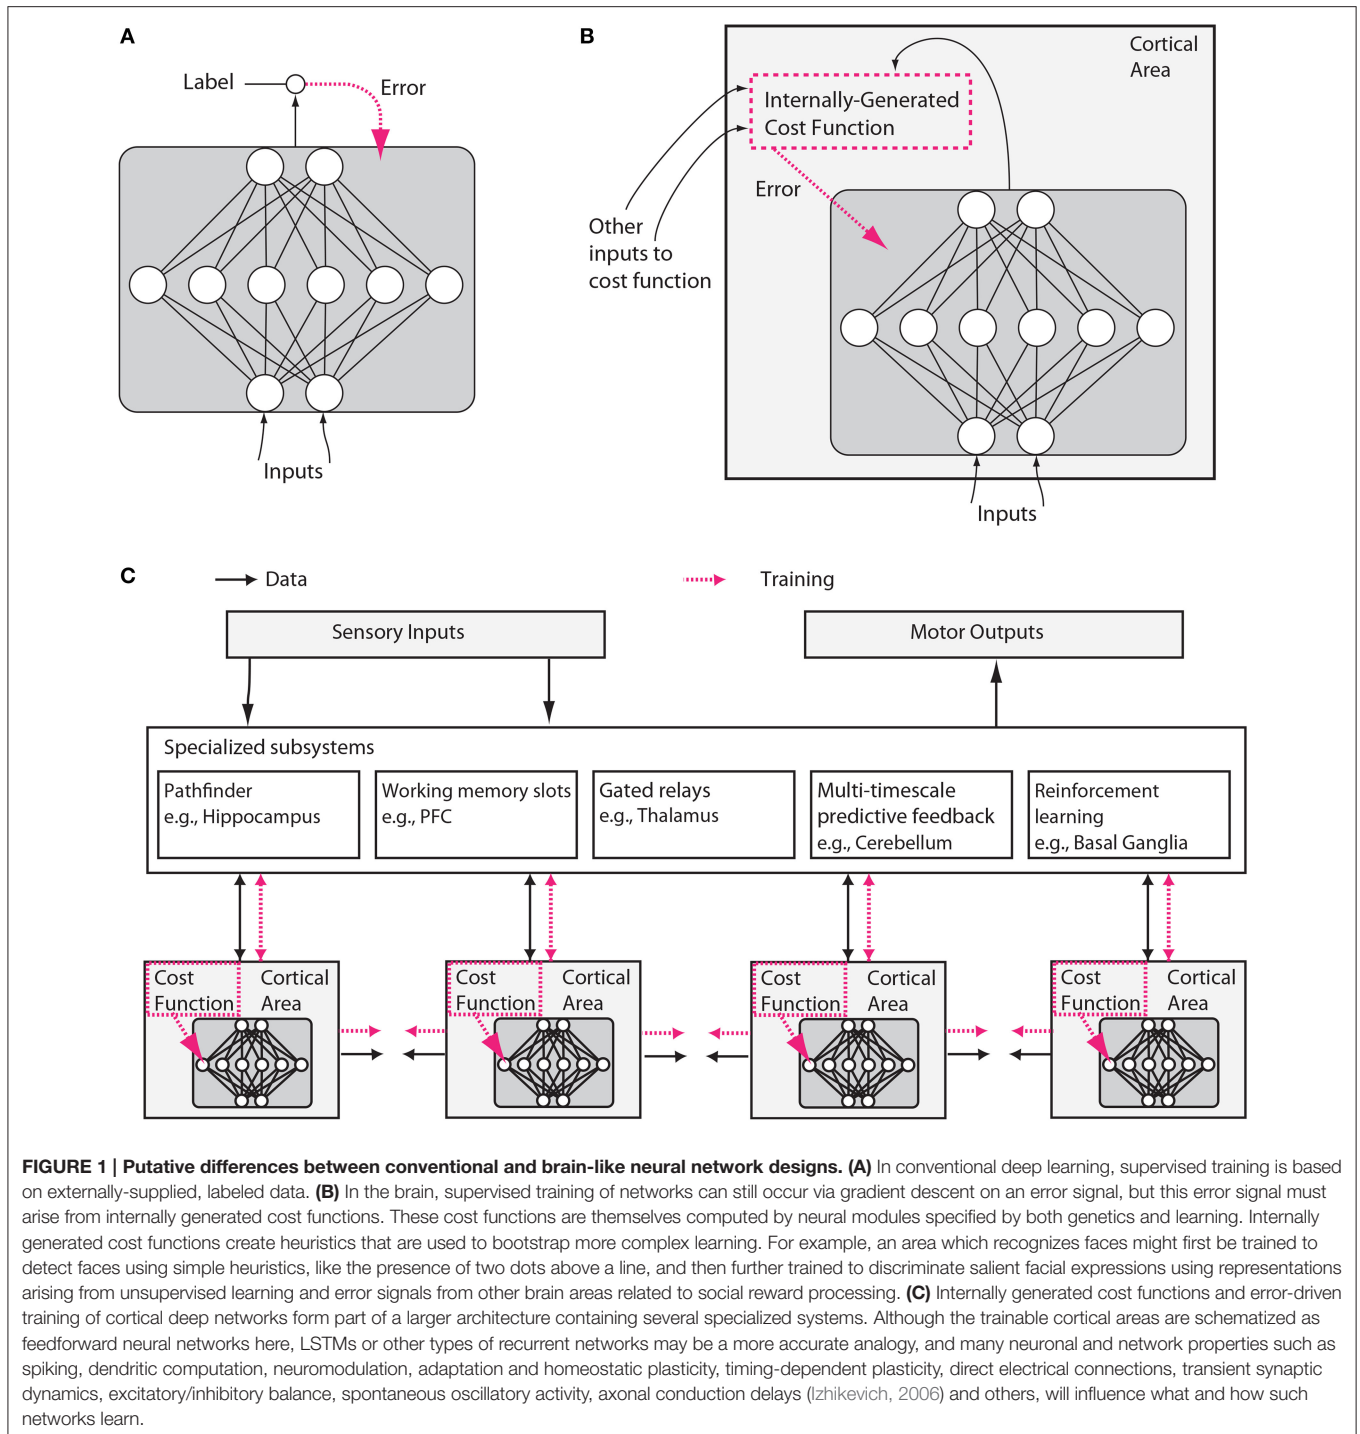 A
Label
Error
Inputs
B
Cortical
Area
Internally-Generated
Cost Function
Error
Other
inputs to
cost function
Inputs
C
Data
Training
Sensory Inputs
Motor Outputs
Specialized subsystems
Pathfinder
e.g., Hippocampus
Working memory slots
e.g., PFC
Gated relays
e.g., Thalamus
Multi-timescale
predictive feedback
e.g., Cerebellum
Reinforcement
learning
e.g., Basal Ganglia
Cost
Function
Cortical
Area
Cost
Function
Cortical
Area
Cost
Function
Cortical
Area
Cost
Function
Cortical
Area
FIGURE 1 | Putative differences between conventional and brain-like neural network designs. (A) In conventional deep learning, supervised training is based
on externally-supplied, labeled data. (B) In the brain, supervised training of networks can still occur via gradient descent on an error signal, but this error signal must
arise from internally generated cost functions. These cost functions are themselves computed by neural modules specified by both genetics and learning. Internally
generated cost functions create heuristics that are used to bootstrap more complex learning. For example, an area which recognizes faces might first be trained to
detect faces using simple heuristics, like the presence of two dots above a line, and then further trained to discriminate salient facial expressions using representations
arising from unsupervised learning and error signals from other brain areas related to social reward processing. (C) Internally generated cost functions and error-driven
training of cortical deep networks form part of a larger architecture containing several specialized systems. Although the trainable cortical areas are schematized as
feedforward neural networks here, LSTMs or other types of recurrent networks may be a more accurate analogy, and many neuronal and network properties such as
spiking, dendritic computation, neuromodulation, adaptation and homeostatic plasticity, timing-dependent plasticity, direct electrical connections, transient synaptic
dynamics, excitatory/inhibitory balance, spontaneous oscillatory activity, axonal conduction delays (Izhikevich, 2006) and others, will influence what and how such
networks learn.